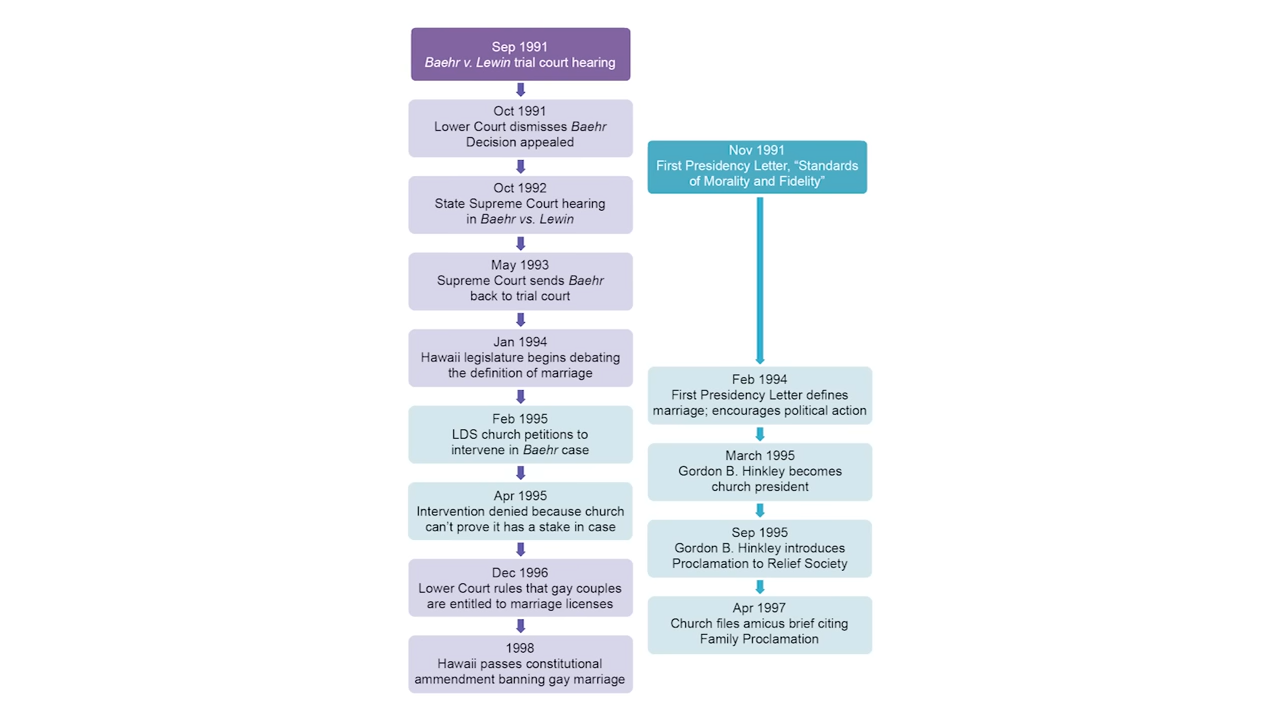 Sep 1991
Baehr v. Lewin trial court hearing
Oct 1991
Lower Court dismisses Baehr
Decision appealed
Oct 1992
State Supreme Court hearing
in Baehr vs. Lewin
May 1993
Supreme Court sends Baehr
back to trial court
Jan 1994
Hawaii legislature begins debating
the definition of marriage
Feb 1995
LDS church petitions to
intervene in Baehr case
Apr 1995
Intervention denied because church
can't prove it has a stake in case
Dec 1996
Lower Court rules that gay couples
are entitled to marriage licenses
1998
Hawaii passes constitutional
ammendment banning gay marriage
Nov 1991
First Presidency Letter, “Standards
of Morality and Fidelity”
Feb 1994
First Presidency Letter defines
marriage; encourages political action
March 1995
Gordon B. Hinkley becomes
church president
Sep 1995
Gordon B. Hinkley introduces
Proclamation to Relief Society
Apr 1997
Church files amicus brief citing
Family Proclamation